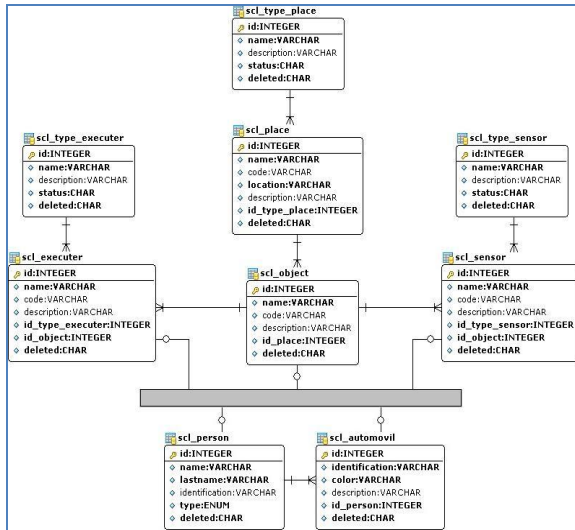 scl_type_place
id:INTEGER
name:VARCHAR
description:VARCHAR
status:CHAR
deleted:CHAR
scl_type_executer
id:INTEGER
name:VARCHAR
description:VARCHAR
status:CHAR
deleted:CHAR
scl_place
id:INTEGER
name:VARCHAR
code:VARCHAR
location:VARCHAR
description:VARCHAR
id_type_place:INTEGER
deleted:CHAR
scl_type_sensor
id:INTEGER
name:VARCHAR
description:VARCHAR
status:CHAR
deleted:CHAR
scl_executer
id:INTEGER
name:VARCHAR
code:VARCHAR
description:VARCHAR
id_type_executer:INTEGER
id_object:INTEGER
deleted:CHAR
scl_object
id:INTEGER
name:VARCHAR
code:VARCHAR
description:VARCHAR
id_place:INTEGER
deleted:CHAR
scl_sensor
id:INTEGER
name:VARCHAR
code:VARCHAR
description:VARCHAR
id_type_sensor:INTEGER
id_object:INTEGER
deleted:CHAR
scl_person
id:INTEGER
name:VARCHAR
lastname:VARCHAR
identification:VARCHAR
type:ENUM
deleted:CHAR
scl_automovil
id:INTEGER
identification:VARCHAR
color:VARCHAR
description:VARCHAR
id_person:INTEGER
deleted:CHAR